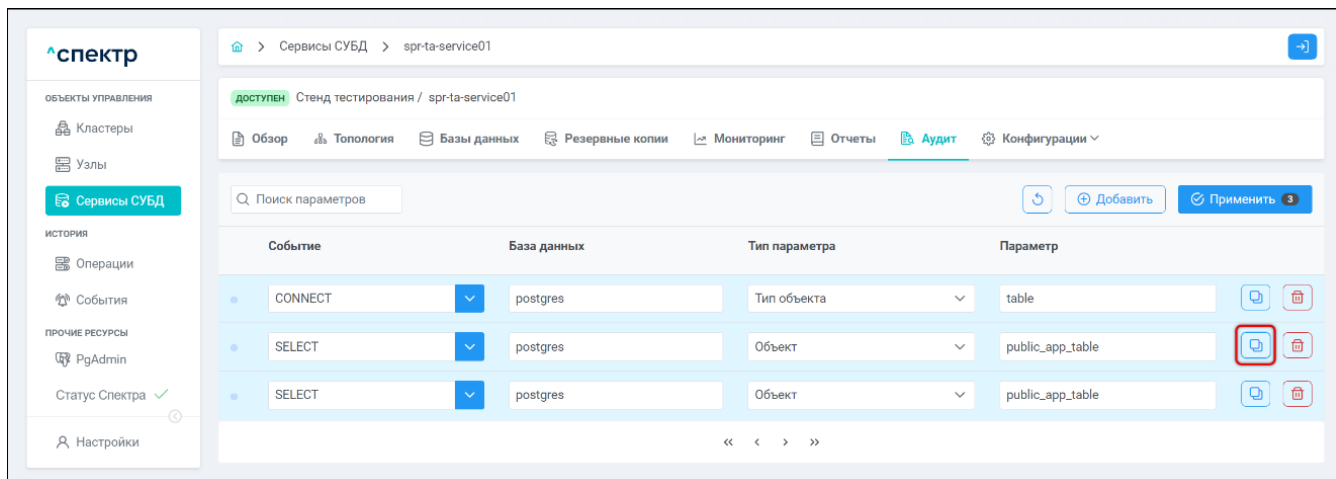 ^спектр
ОБЪЕКТЫ УПРАВЛЕНИЯ
Кластеры
Узлы
Сервисы СУБД
ИСТОРИЯ
Операции
События
ПРОЧИЕ РЕСУРСЫ
PgAdmin
Статус Спектра
Настройки
> Сервисы СУБД > spr-ta-service01
ДОСТУПЕН Стенд тестирования / spr-ta-service01
Обзор Топология Базы данных Резервные копии Мониторинг Отчеты Аудит Конфигурации
Поиск параметров Добавить Применить 3
Событие База данных Тип параметра Параметр
CONNECT postgres Тип объекта table
SELECT postgres Объект public_app_table
SELECT postgres Объект public_app_table
« < > »